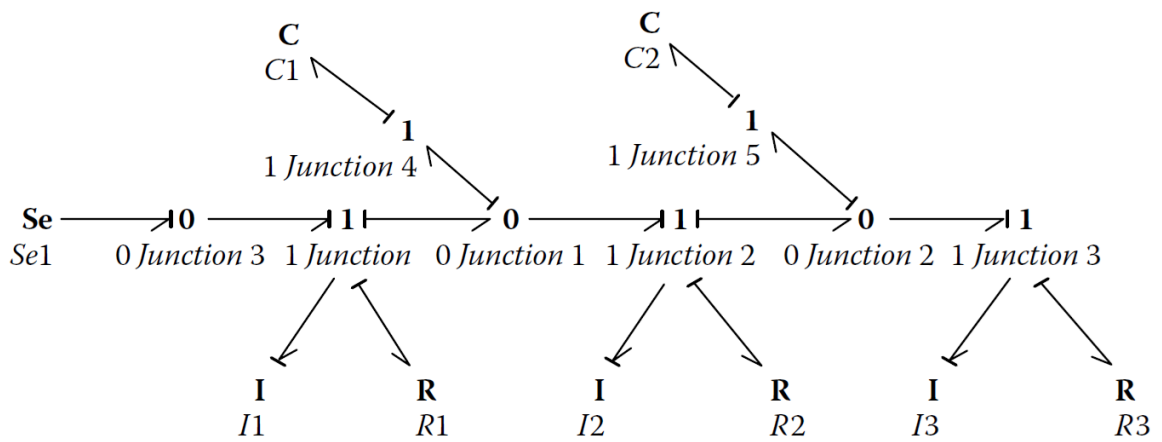 C
C1
C
C2
1
1 Junction 4
1
1 Junction 5
Se 0 1 0 1 0 1
Se1 0 Junction 3 1 Junction 0 Junction 1 1 Junction 2 0 Junction 2 1 Junction 3
I R I R I R
I1 R1 I2 R2 I3 R3